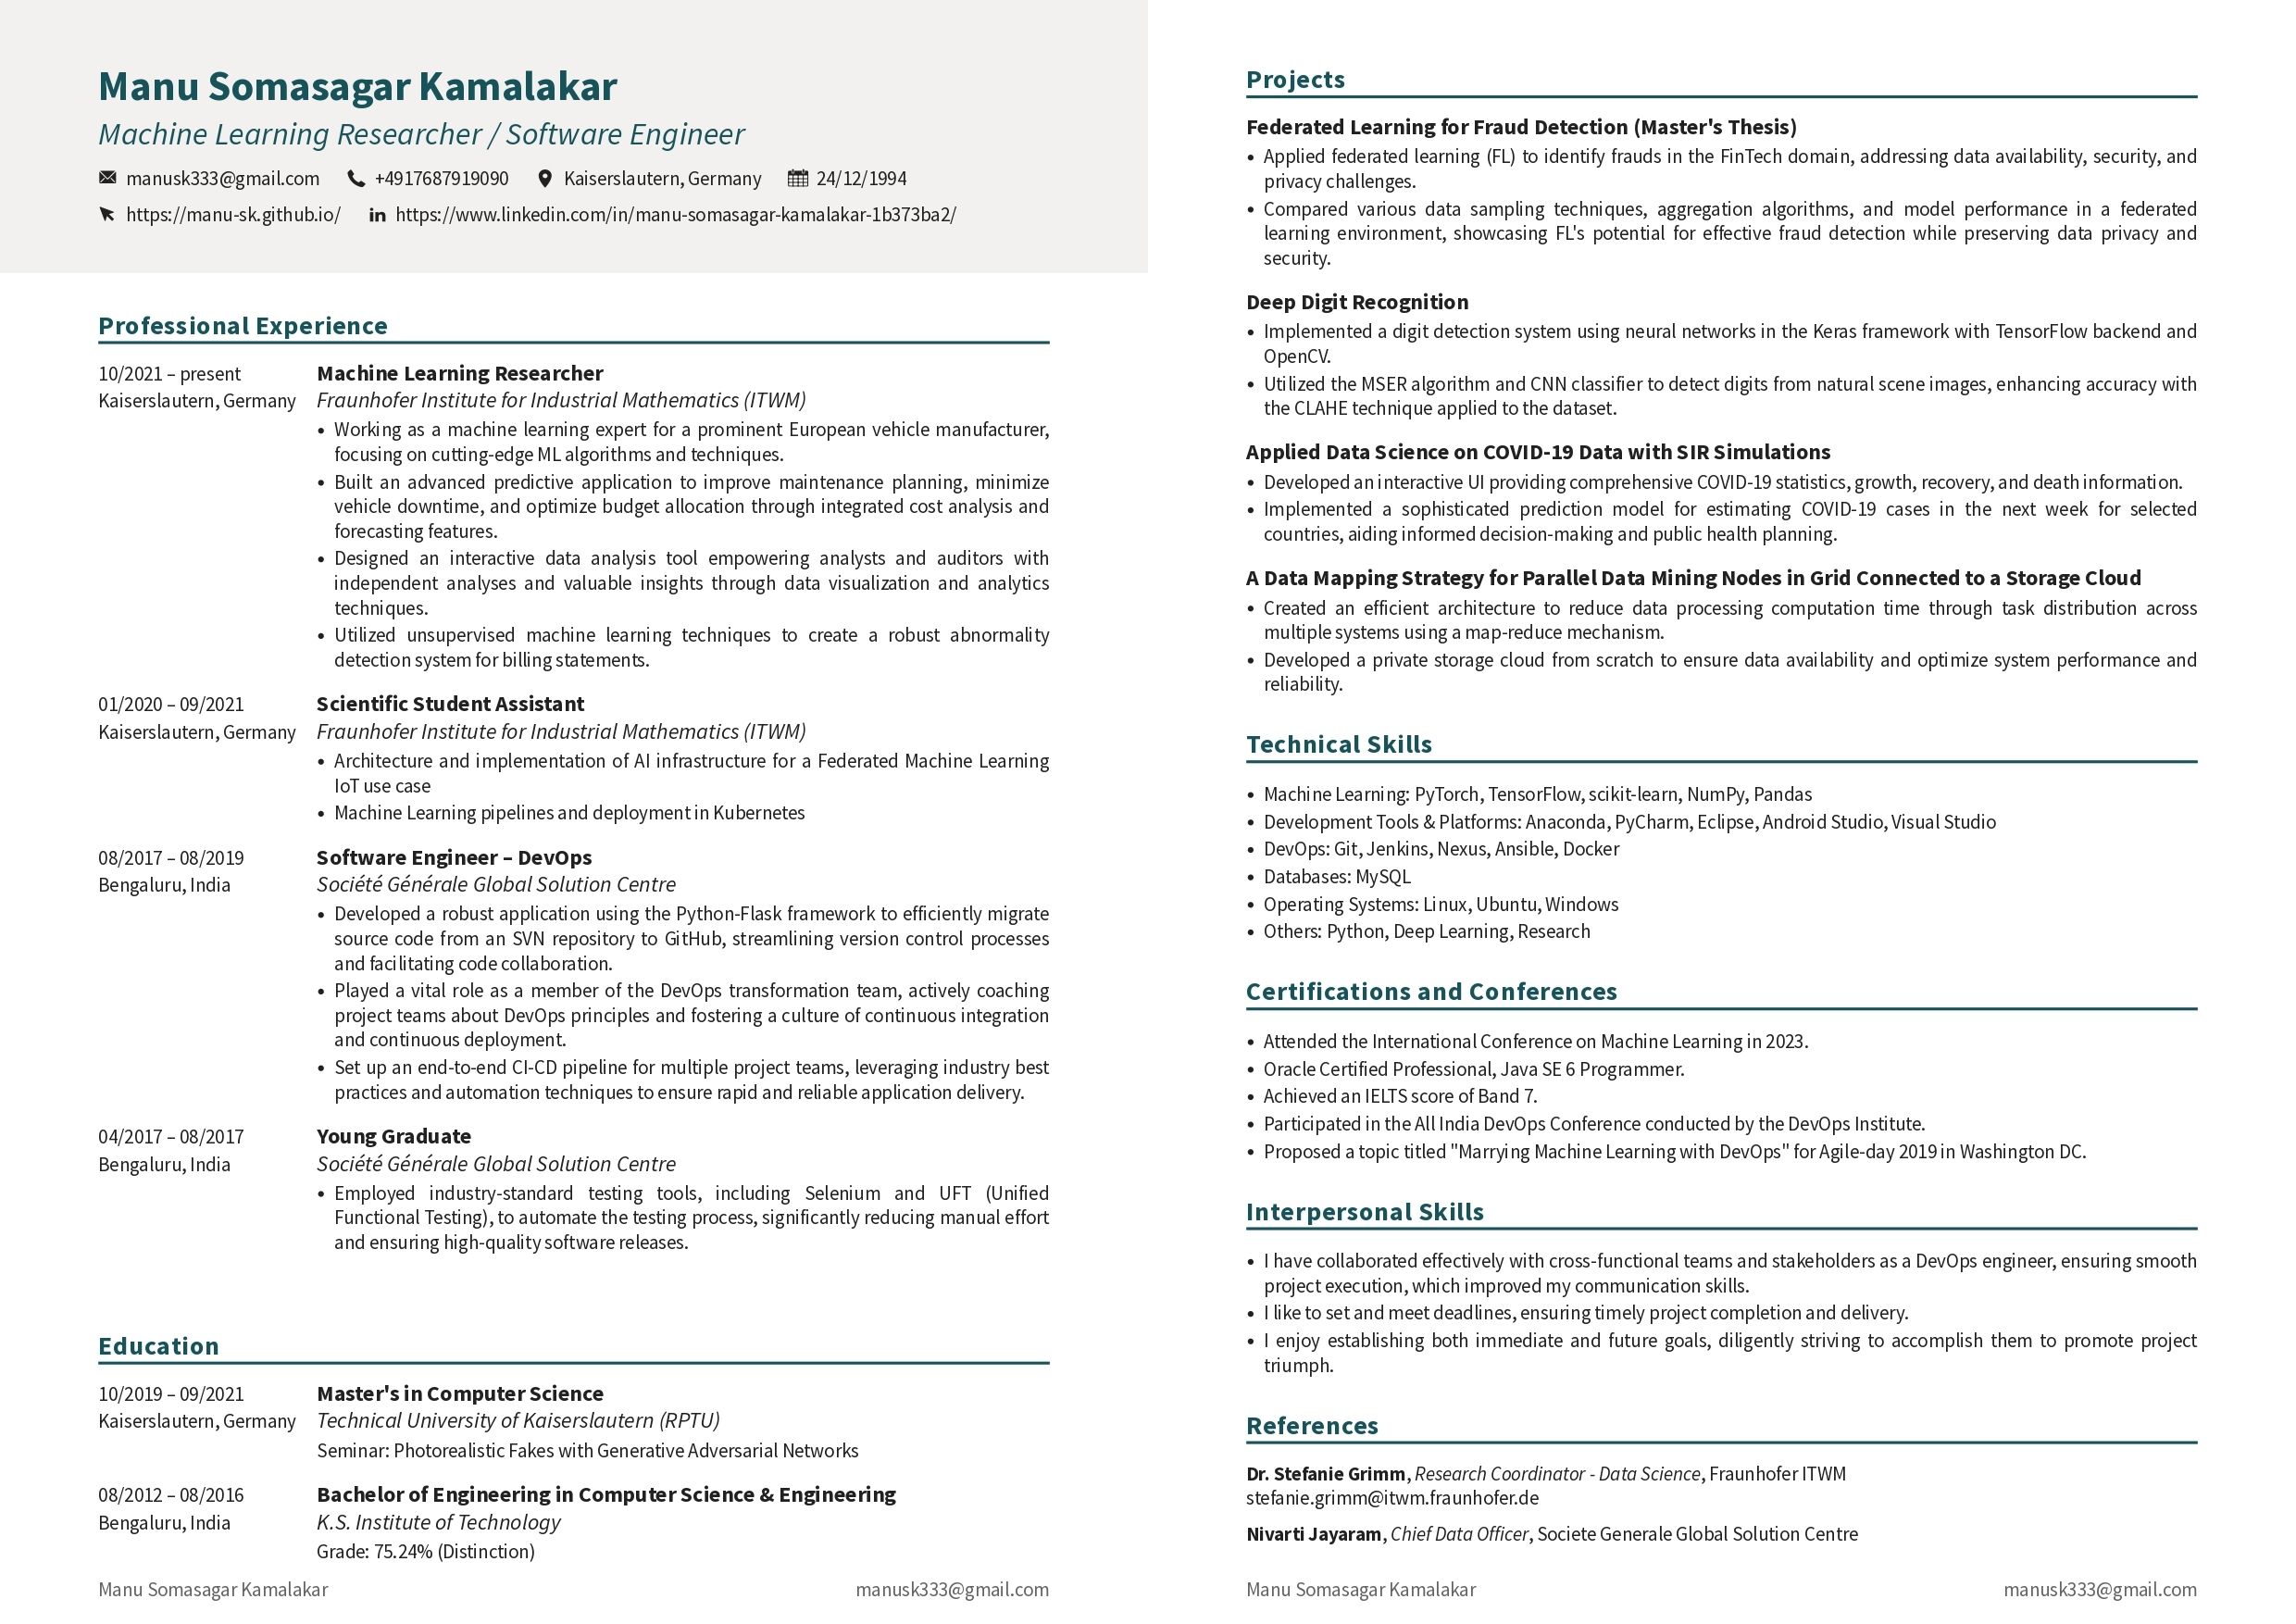 Manu Somasagar Kamalakar
Machine Learning Researcher / Software Engineer
manusk333@gmail.com +4917687919090 Kaiserslautern, Germany 24/12/1994
https://manu-sk.github.io/ https://www.linkedin.com/in/manu-somasagar-kamalakar-1b373ba2/
Professional Experience
10/2021 – present
Kaiserslautern, Germany
Machine Learning Researcher
Fraunhofer Institute for Industrial Mathematics (ITWM)
• Working as a machine learning expert for a prominent European vehicle manufacturer,
focusing on cutting-edge ML algorithms and techniques.
• Built an advanced predictive application to improve maintenance planning, minimize
vehicle downtime, and optimize budget allocation through integrated cost analysis and
forecasting features.
• Designed an interactive data analysis tool empowering analysts and auditors with
independent analyses and valuable insights through data visualization and analytics
techniques.
• Utilized unsupervised machine learning techniques to create a robust abnormality
detection system for billing statements.
01/2020 – 09/2021
Kaiserslautern, Germany
Scientific Student Assistant
Fraunhofer Institute for Industrial Mathematics (ITWM)
• Architecture and implementation of AI infrastructure for a Federated Machine Learning
IoT use case
• Machine Learning pipelines and deployment in Kubernetes
08/2017 – 08/2019
Bengaluru, India
Software Engineer – DevOps
Société Générale Global Solution Centre
• Developed a robust application using the Python-Flask framework to efficiently migrate
source code from an SVN repository to GitHub, streamlining version control processes
and facilitating code collaboration.
• Played a vital role as a member of the DevOps transformation team, actively coaching
project teams about DevOps principles and fostering a culture of continuous integration
and continuous deployment.
• Set up an end-to-end CI-CD pipeline for multiple project teams, leveraging industry best
practices and automation techniques to ensure rapid and reliable application delivery.
04/2017 – 08/2017
Bengaluru, India
Young Graduate
Société Générale Global Solution Centre
• Employed industry-standard testing tools, including Selenium and UFT (Unified
Functional Testing), to automate the testing process, significantly reducing manual effort
and ensuring high-quality software releases.
Education
10/2019 – 09/2021
Kaiserslautern, Germany
Master's in Computer Science
Technical University of Kaiserslautern (RPTU)
Seminar: Photorealistic Fakes with Generative Adversarial Networks
08/2012 – 08/2016
Bengaluru, India
Bachelor of Engineering in Computer Science & Engineering
K.S. Institute of Technology
Grade: 75.24% (Distinction)
Manu Somasagar Kamalakar manusk333@gmail.com
Projects
Federated Learning for Fraud Detection (Master's Thesis)
• Applied federated learning (FL) to identify frauds in the FinTech domain, addressing data availability, security, and
privacy challenges.
• Compared various data sampling techniques, aggregation algorithms, and model performance in a federated
learning environment, showcasing FL's potential for effective fraud detection while preserving data privacy and
security.
Deep Digit Recognition
• Implemented a digit detection system using neural networks in the Keras framework with TensorFlow backend and
OpenCV.
• Utilized the MSER algorithm and CNN classifier to detect digits from natural scene images, enhancing accuracy with
the CLAHE technique applied to the dataset.
Applied Data Science on COVID-19 Data with SIR Simulations
• Developed an interactive UI providing comprehensive COVID-19 statistics, growth, recovery, and death information.
• Implemented a sophisticated prediction model for estimating COVID-19 cases in the next week for selected
countries, aiding informed decision-making and public health planning.
A Data Mapping Strategy for Parallel Data Mining Nodes in Grid Connected to a Storage Cloud
• Created an efficient architecture to reduce data processing computation time through task distribution across
multiple systems using a map-reduce mechanism.
• Developed a private storage cloud from scratch to ensure data availability and optimize system performance and
reliability.
Technical Skills
• Machine Learning: PyTorch, TensorFlow, scikit-learn, NumPy, Pandas
• Development Tools & Platforms: Anaconda, PyCharm, Eclipse, Android Studio, Visual Studio
• DevOps: Git, Jenkins, Nexus, Ansible, Docker
• Databases: MySQL
• Operating Systems: Linux, Ubuntu, Windows
• Others: Python, Deep Learning, Research
Certifications and Conferences
• Attended the International Conference on Machine Learning in 2023.
• Oracle Certified Professional, Java SE 6 Programmer.
• Achieved an IELTS score of Band 7.
• Participated in the All India DevOps Conference conducted by the DevOps Institute.
• Proposed a topic titled "Marrying Machine Learning with DevOps" for Agile-day 2019 in Washington DC.
Interpersonal Skills
• I have collaborated effectively with cross-functional teams and stakeholders as a DevOps engineer, ensuring smooth
project execution, which improved my communication skills.
• I like to set and meet deadlines, ensuring timely project completion and delivery.
• I enjoy establishing both immediate and future goals, diligently striving to accomplish them to promote project
triumph.
References
Dr. Stefanie Grimm, Research Coordinator - Data Science, Fraunhofer ITWM
stefanie.grimm@itwm.fraunhofer.de
Nivarti Jayaram, Chief Data Officer, Societe Generale Global Solution Centre
Manu Somasagar Kamalakar manusk333@gmail.com